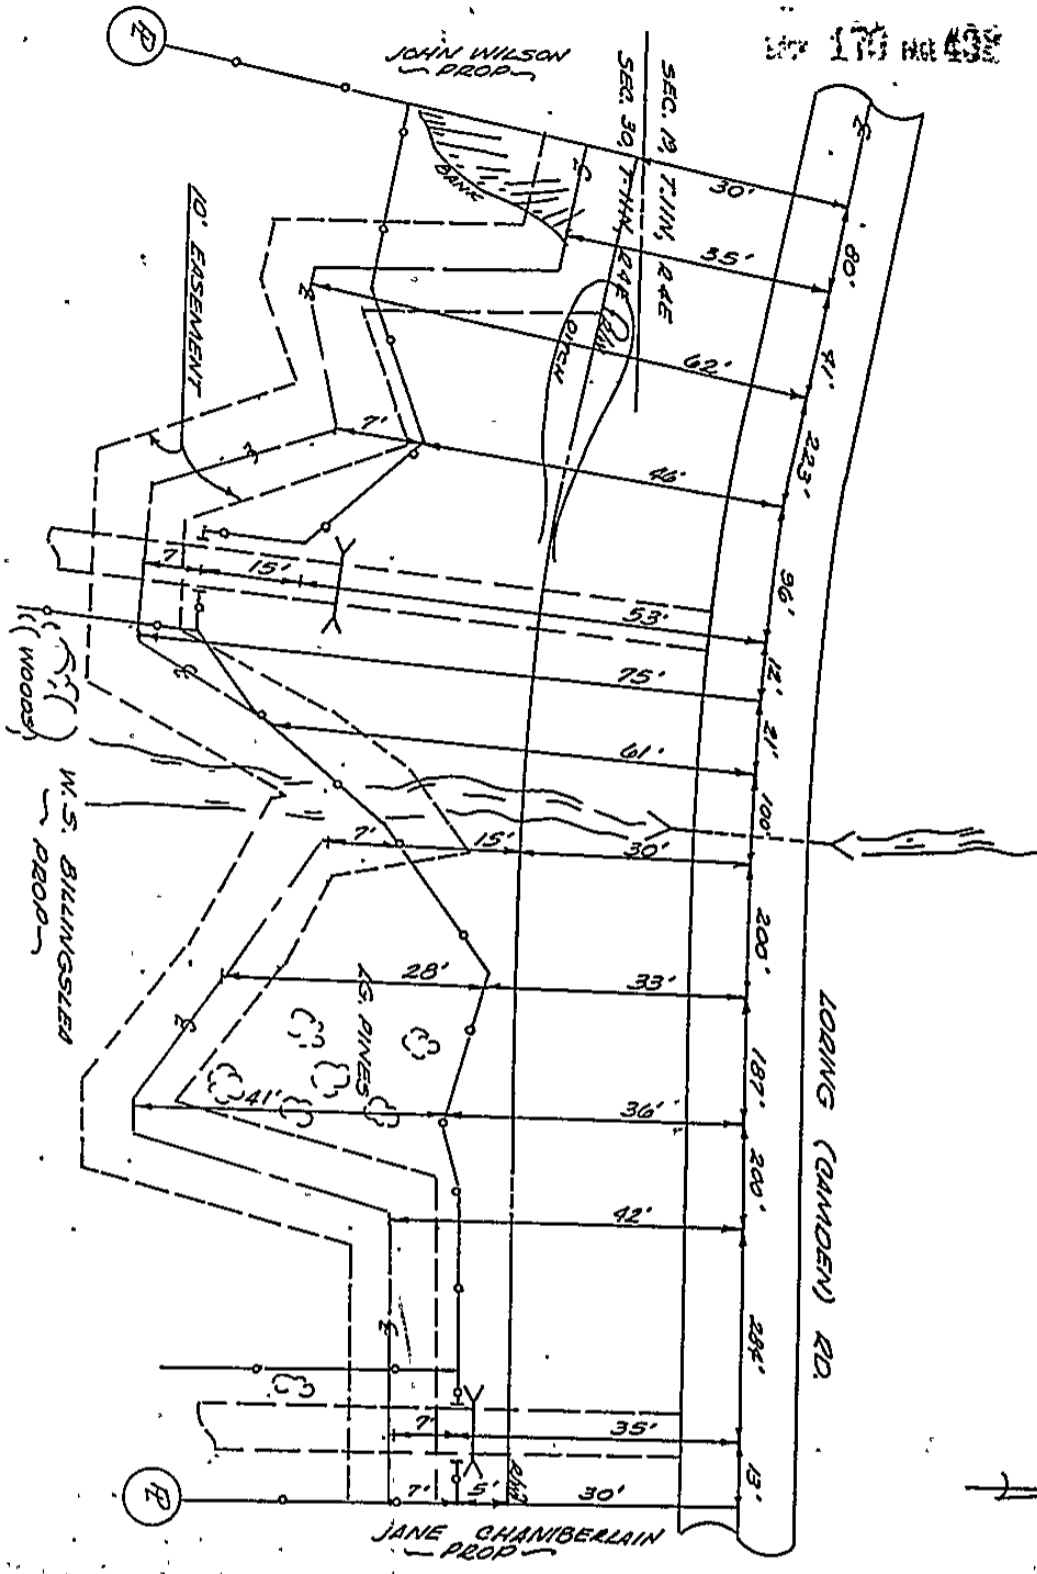 170 PAGE
PL
JOHN WILSON
~ PROP ~
SEC. 19, T.11N, R4E
SEC. 30, T-11N, R4E
BANK
DITCH
10' EASEMENT
30'
80'
35'
41'
62'
223'
7'
46'
96'
7'
15'
53'
12'
75'
21'
61'
100'
7'
15'
30'
(WOODS)
W.S. BILLINGSLEA
~ PROP ~
200'
28'
33'
LG. PINES
187'
41'
36'
200'
42'
LORING (CAMDEN) RD.
284'
7'
35'
13'
PL
7'
5'
R/W
30'
JANE CHAMBERLAIN
~ PROP ~